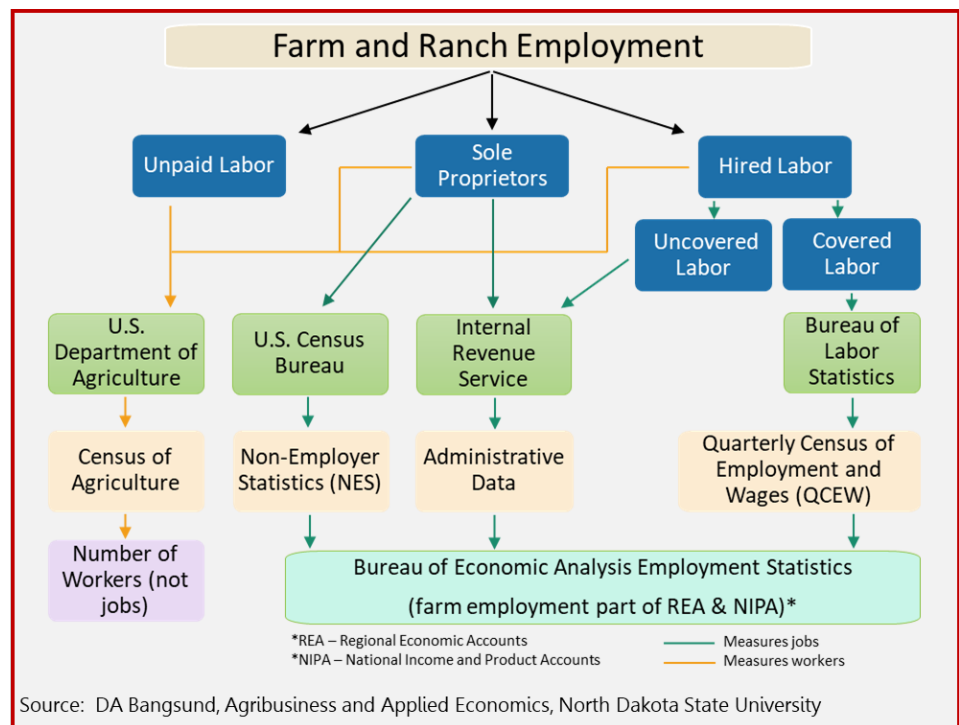 Farm and Ranch Employment
Unpaid Labor
Sole
Proprietors
Hired Labor
Uncovered
Labor
Covered
Labor
U.S.
Department of
Agriculture
U.S. Census
Bureau
Internal
Revenue
Service
Bureau of
Labor
Statistics
Census of
Agriculture
Non-Employer
Statistics (NES)
Administrative
Data
Quarterly Census of
Employment and
Wages (QCEW)
Number of
Workers (not
jobs)
Bureau of Economic Analysis Employment Statistics
(farm employment part of REA & NIPA)*
*REA – Regional Economic Accounts
*NIPA – National Income and Product Accounts
Measures jobs
Measures workers
Source: DA Bangsund, Agribusiness and Applied Economics, North Dakota State University